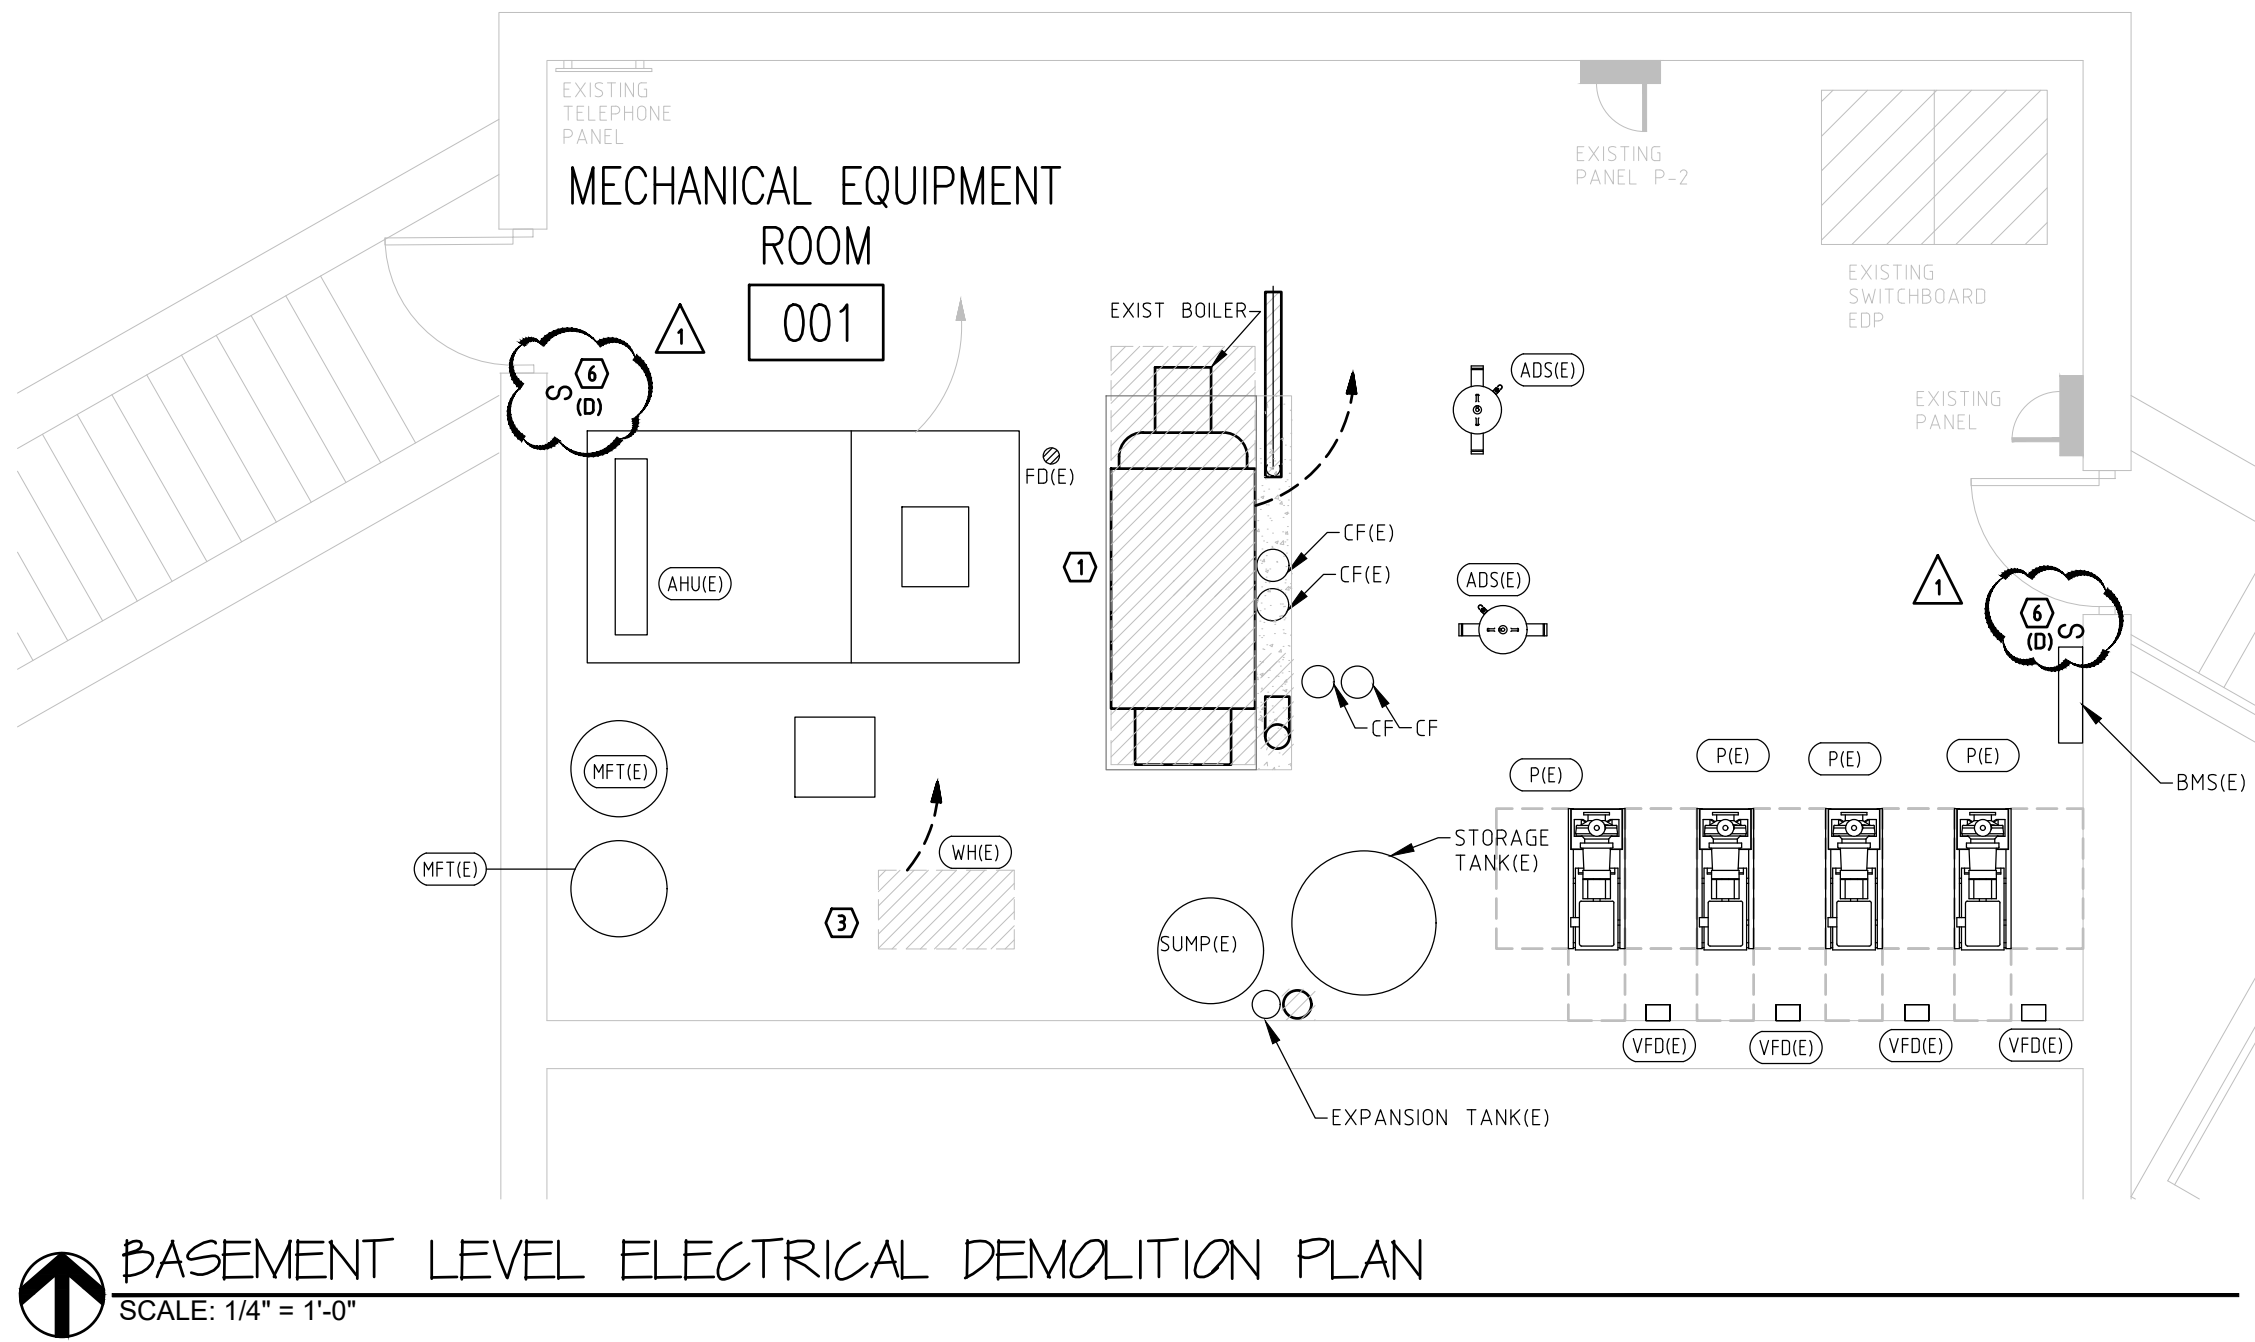 EXISTING
TELEPHONE
PANEL
EXISTING
PANEL P-2
MECHANICAL EQUIPMENT
ROOM
001
EXISTING
SWITCHBOARD
EDP
EXIST BOILER
1
6
S
(D)
ADS(E)
EXISTING
PANEL
FD(E)
CF(E)
CF(E)
1
AHU(E)
ADS(E)
1
6
S
(D)
CF
CF
MFT(E)
P(E)
P(E)
P(E)
P(E)
BMS(E)
STORAGE
TANK(E)
WH(E)
MFT(E)
3
SUMP(E)
VFD(E)
VFD(E)
VFD(E)
VFD(E)
EXPANSION TANK(E)
BASEMENT LEVEL ELECTRICAL DEMOLITION PLAN
SCALE: 1/4" = 1'-0"